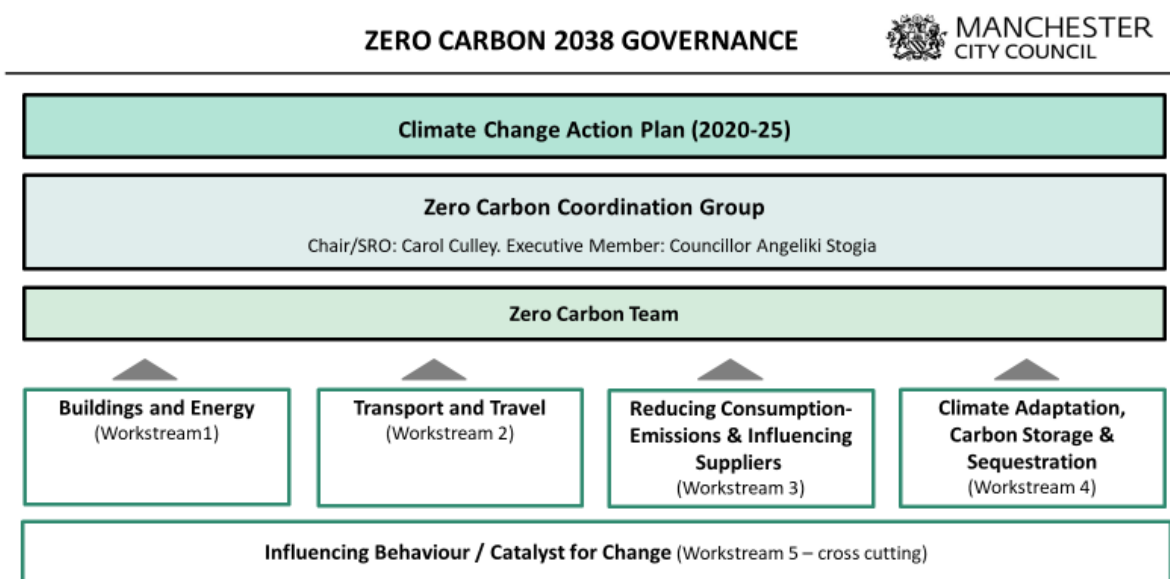 ZERO CARBON 2038 GOVERNANCE
MANCHESTER
CITY COUNCIL
Climate Change Action Plan (2020-25)
Zero Carbon Coordination Group
Chair/SRO: Carol Culley. Executive Member: Councillor Angeliki Stogia
Zero Carbon Team
Buildings and Energy
(Workstream1)
Transport and Travel
(Workstream 2)
Reducing Consumption-
Emissions & Influencing
Suppliers
(Workstream 3)
Climate Adaptation,
Carbon Storage &
Sequestration
(Workstream 4)
Influencing Behaviour / Catalyst for Change (Workstream 5 – cross cutting)